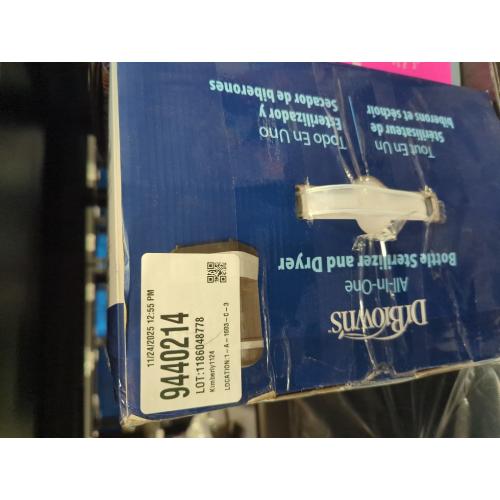 Dr Brown's
All-in-One
Bottle Sterilizer and Dryer
Tout En Un
Stérilisateur de
biberons et séchoir
Todo En Uno
Esterilizador y
Secador de biberones
11/24/2025 12:55 PM
9440214
LOT:1186048778
Kimberly1124
LOCATION:1-A-1693-C-3